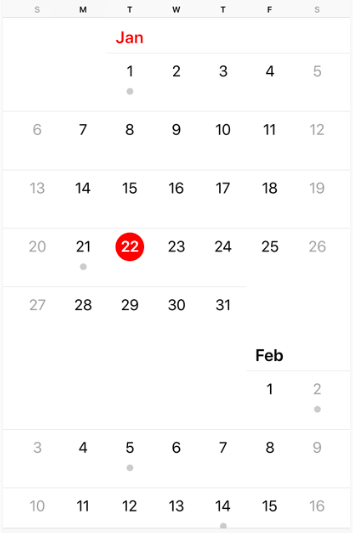 S M T W T F S
Jan
1 2 3 4 5
6 7 8 9 10 11 12
13 14 15 16 17 18 19
20 21 22 23 24 25 26
27 28 29 30 31
Feb
1 2
3 4 5 6 7 8 9
10 11 12 13 14 15 16